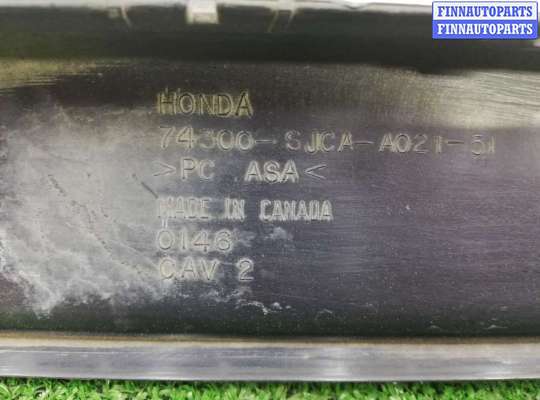 FINNAUTOPARTS
FINNAUTOPARTS
HONDA
74300-SJCA-A021-51
>PC ASA<
MADE IN CANADA
0146
CAV 2